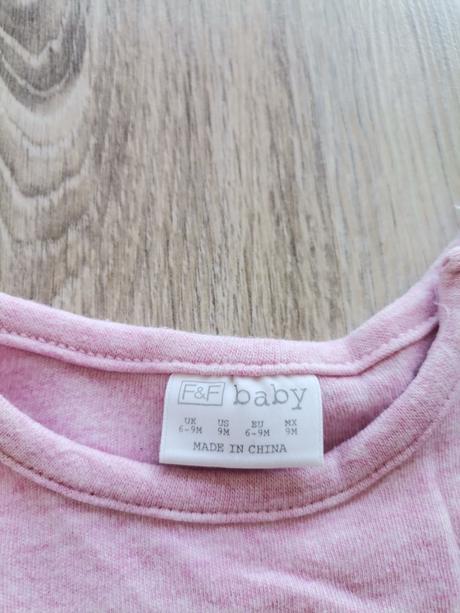 F&F baby
UK US EU MX
6-9M 9M 6-9M 9M
MADE IN CHINA